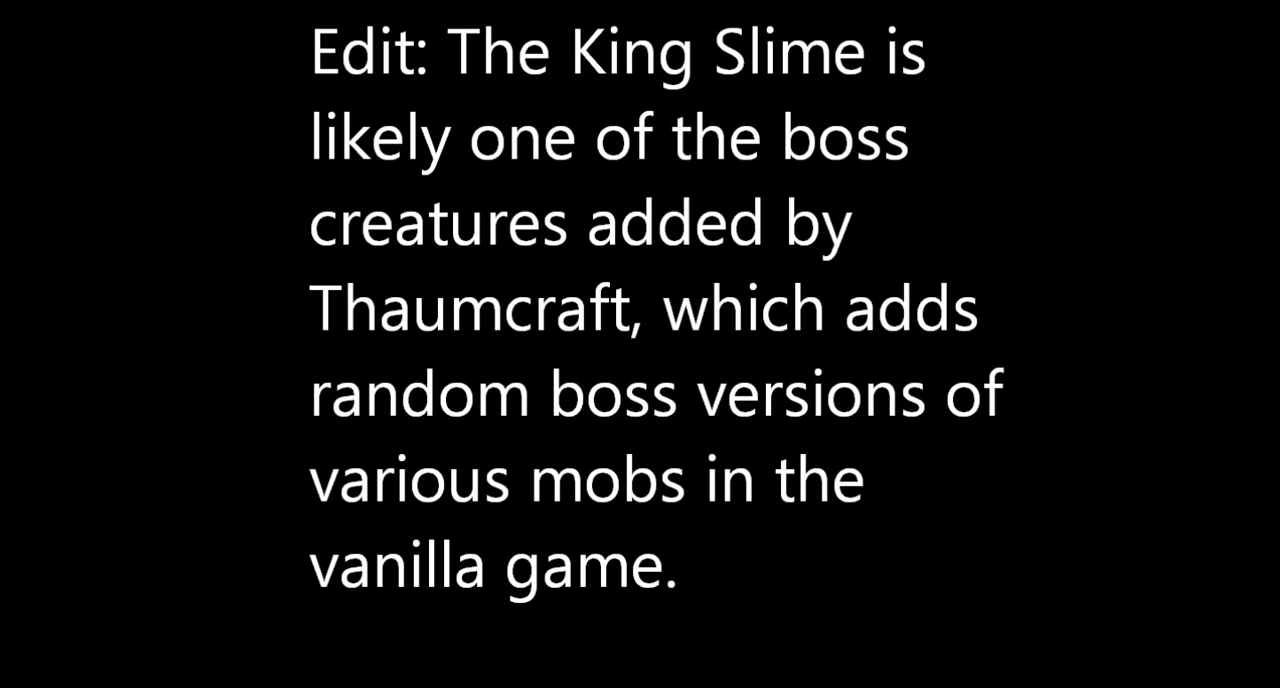 Edit: The King Slime is
likely one of the boss
creatures added by
Thaumcraft, which adds
random boss versions of
various mobs in the
vanilla game.